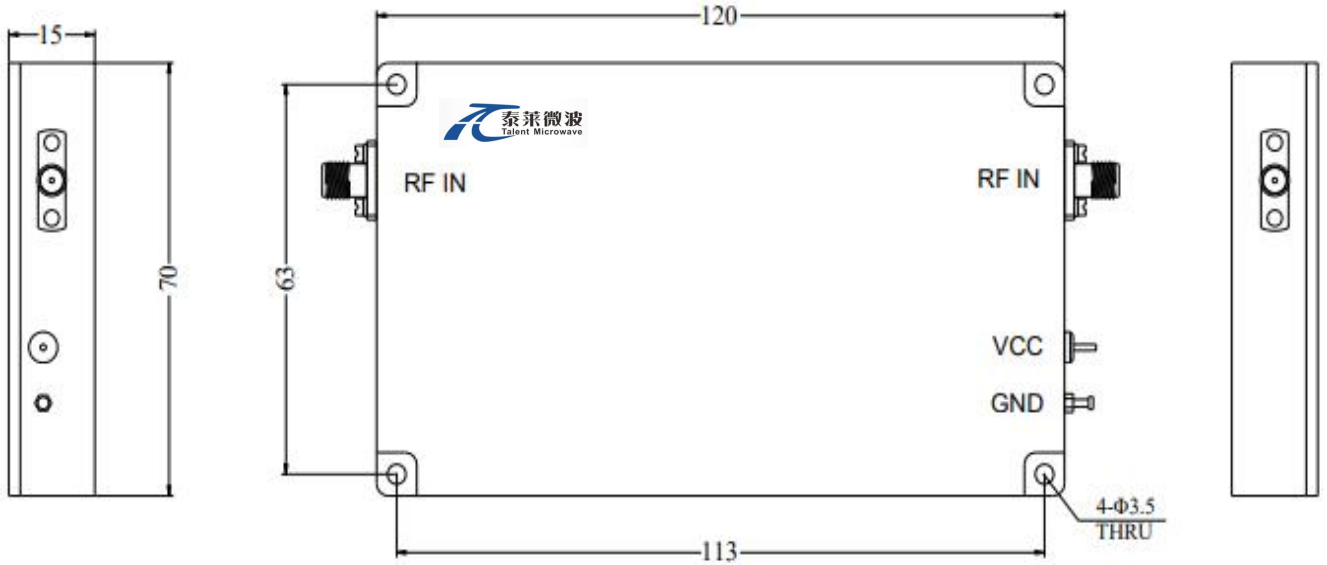 120
15
泰莱微波
Talent Microwave
RF IN
RF IN
70
63
VCC
GND
4-Φ3.5
THRU
113